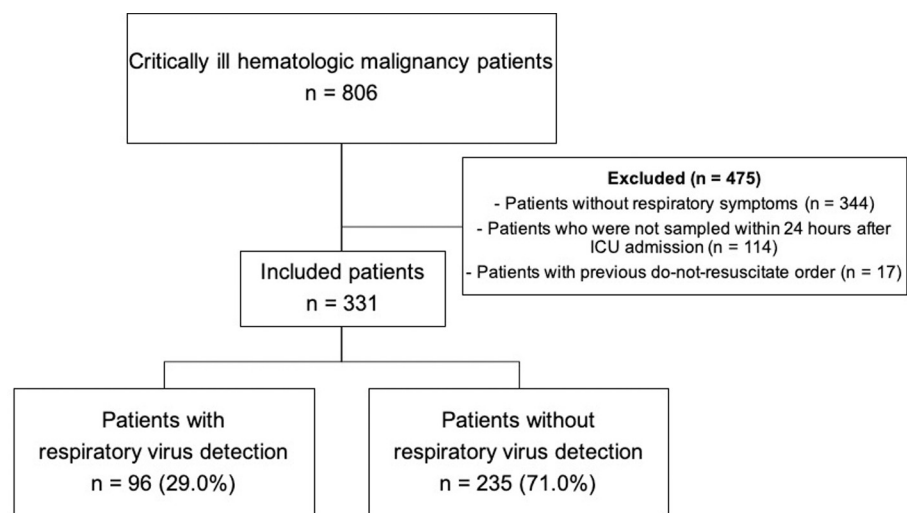 Critically ill hematologic malignancy patients
n = 806
Excluded (n = 475)
- Patients without respiratory symptoms (n = 344)
- Patients who were not sampled within 24 hours after
ICU admission (n = 114)
- Patients with previous do-not-resuscitate order (n = 17)
Included patients
n = 331
Patients with
respiratory virus detection
n = 96 (29.0%)
Patients without
respiratory virus detection
n = 235 (71.0%)